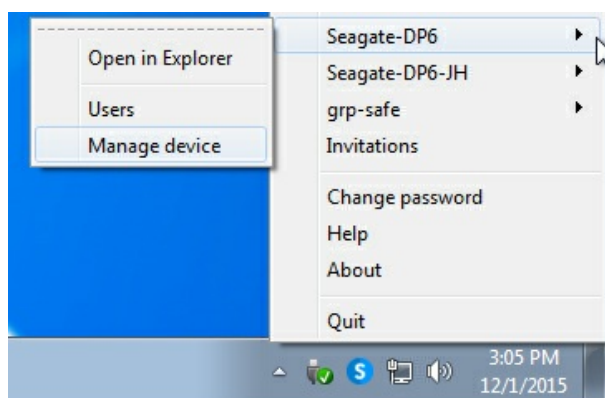 Open in Explorer
Users
Manage device
Seagate-DP6
Seagate-DP6-JH
grp-safe
Invitations
Change password
Help
About
Quit
S
3:05 PM
12/1/2015